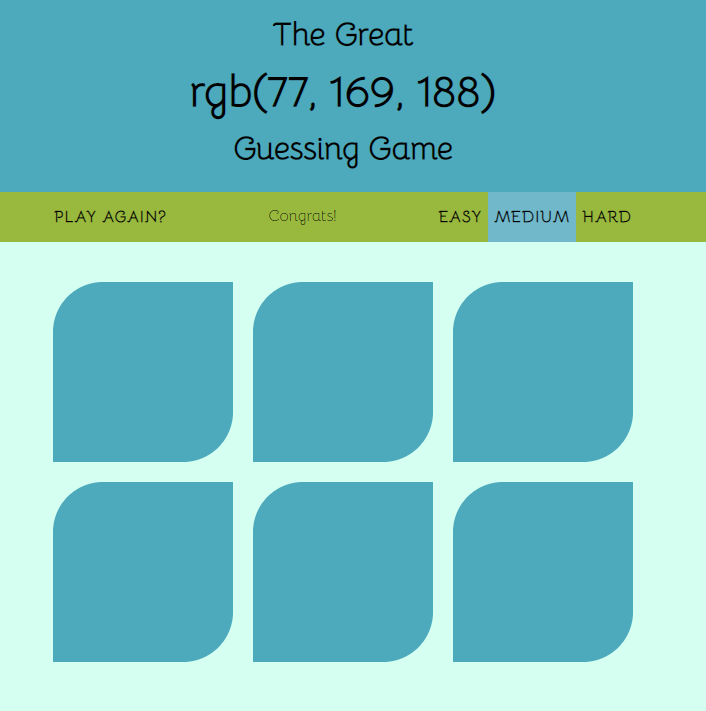 The Great
rgb(77, 169, 188)
Guessing Game
PLAY AGAIN? Congrats! EASY MEDIUM HARD